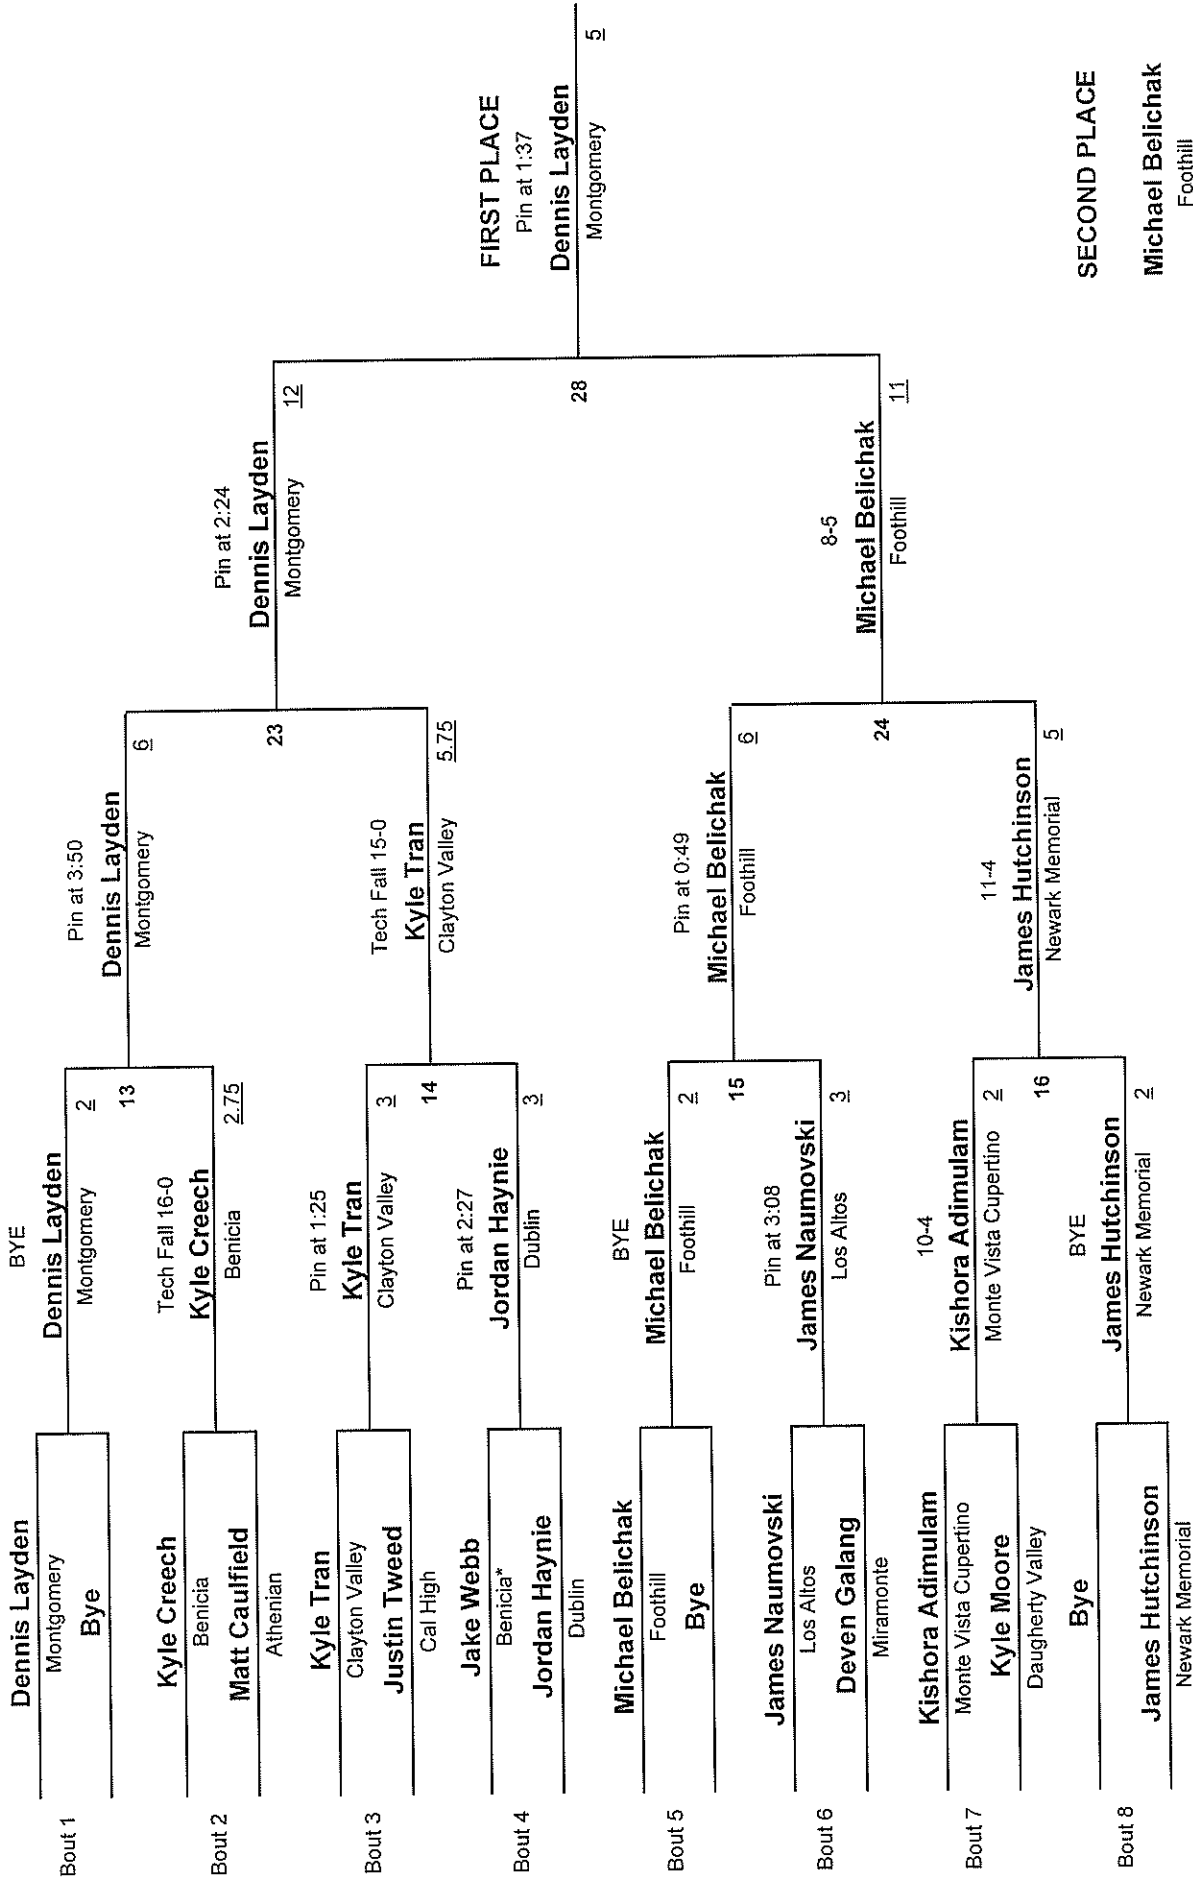 Bout 1
Dennis Layden
Montgomery
Bye
Bout 2
Kyle Creech
Benicia
Matt Caulfield
Athenian
Bout 3
Kyle Tran
Clayton Valley
Justin Tweed
Cal High
Bout 4
Jake Webb
Benicia*
Jordan Haynie
Dublin
Bout 5
Michael Belichak
Foothill
Bye
Bout 6
James Naumovski
Los Altos
Deven Galang
Miramonte
Bout 7
Kishora Adimulam
Monte Vista Cupertino
Kyle Moore
Daugherty Valley
Bout 8
Bye
James Hutchinson
Newark Memorial
BYE
Dennis Layden
Montgomery 2
13
Tech Fall 16-0
Kyle Creech
Benicia 2.75
Pin at 1:25
Kyle Tran
Clayton Valley 3
14
Pin at 2:27
Jordan Haynie
Dublin 3
BYE
Michael Belichak
Foothill 2
15
Pin at 3:08
James Naumovski
Los Altos 3
10-4
Kishora Adimulam
Monte Vista Cupertino 2
16
BYE
James Hutchinson
Newark Memorial 2
Pin at 3:50
Dennis Layden
Montgomery 6
23
Tech Fall 15-0
Kyle Tran
Clayton Valley 5.75
Pin at 0:49
Michael Belichak
Foothill 6
24
11-4
James Hutchinson
Newark Memorial 5
Pin at 2:24
Dennis Layden
Montgomery 12
28
8-5
Michael Belichak
Foothill 11
FIRST PLACE
Pin at 1:37
Dennis Layden
Montgomery 5
SECOND PLACE
Michael Belichak
Foothill